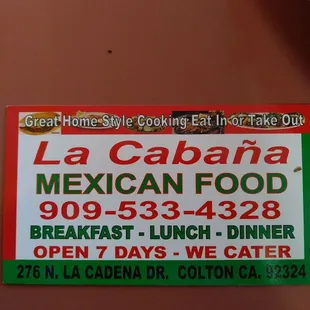 Great Home Style Cooking Eat In or Take Out
La Cabaña
MEXICAN FOOD
909-533-4328
BREAKFAST - LUNCH - DINNER
OPEN 7 DAYS - WE CATER
276 N. LA CADENA DR. COLTON CA. 92324